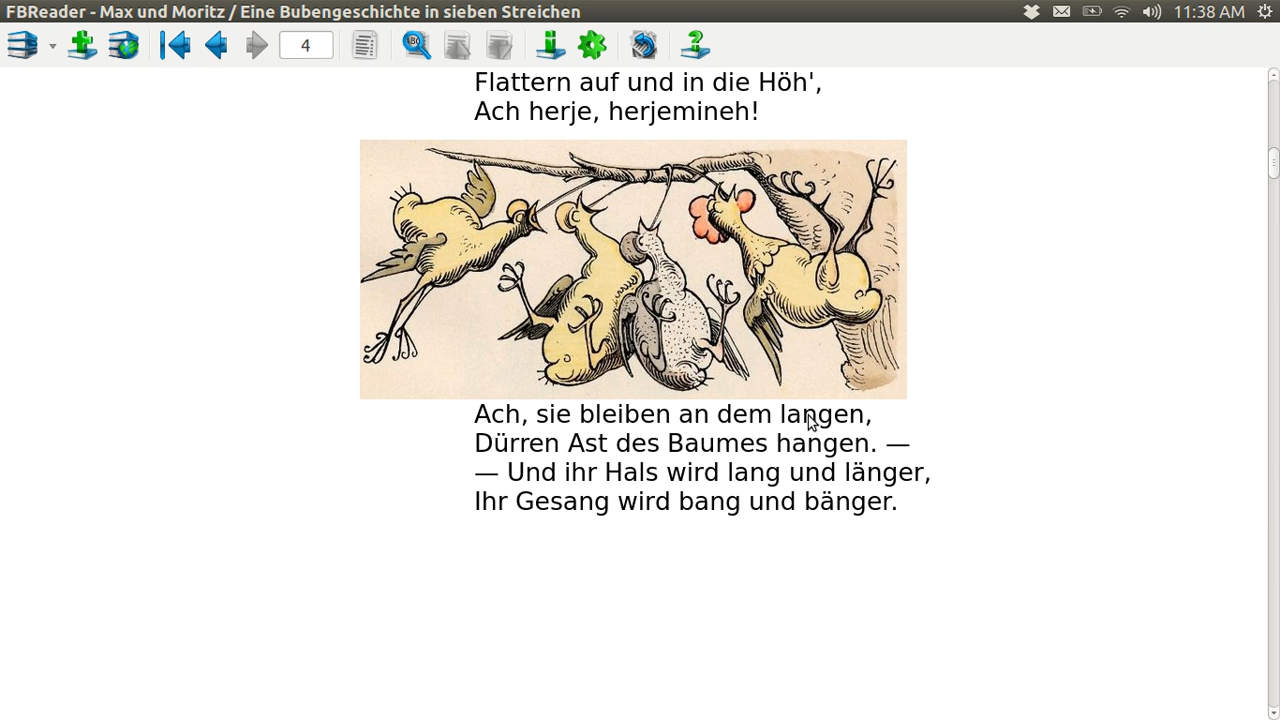 FBReader - Max und Moritz / Eine Bubengeschichte in sieben Streichen
11:38 AM
4
Flattern auf und in die Höh',
Ach herje, herjemineh!
Ach, sie bleiben an dem langen,
Dürren Ast des Baumes hangen. —
— Und ihr Hals wird lang und länger,
Ihr Gesang wird bang und bänger.